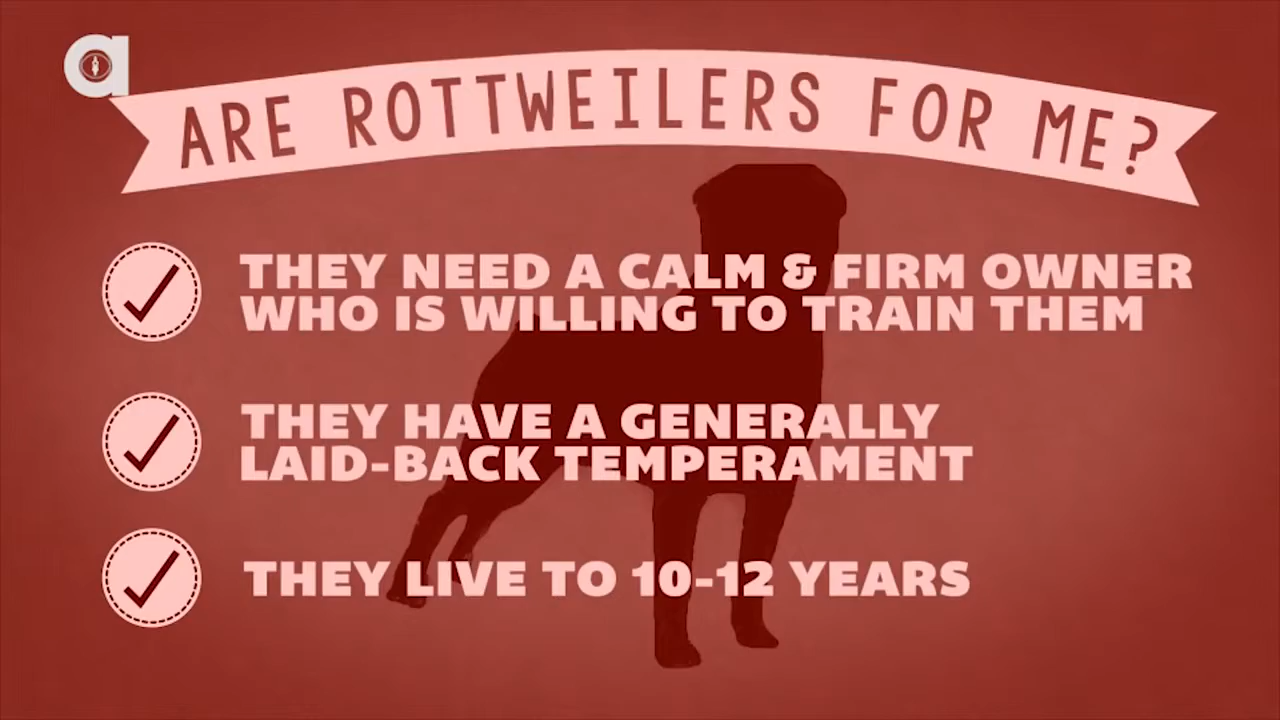 a
ARE ROTTWEILERS FOR ME?
THEY NEED A CALM & FIRM OWNER
WHO IS WILLING TO TRAIN THEM
THEY HAVE A GENERALLY
LAID-BACK TEMPERAMENT
THEY LIVE TO 10-12 YEARS